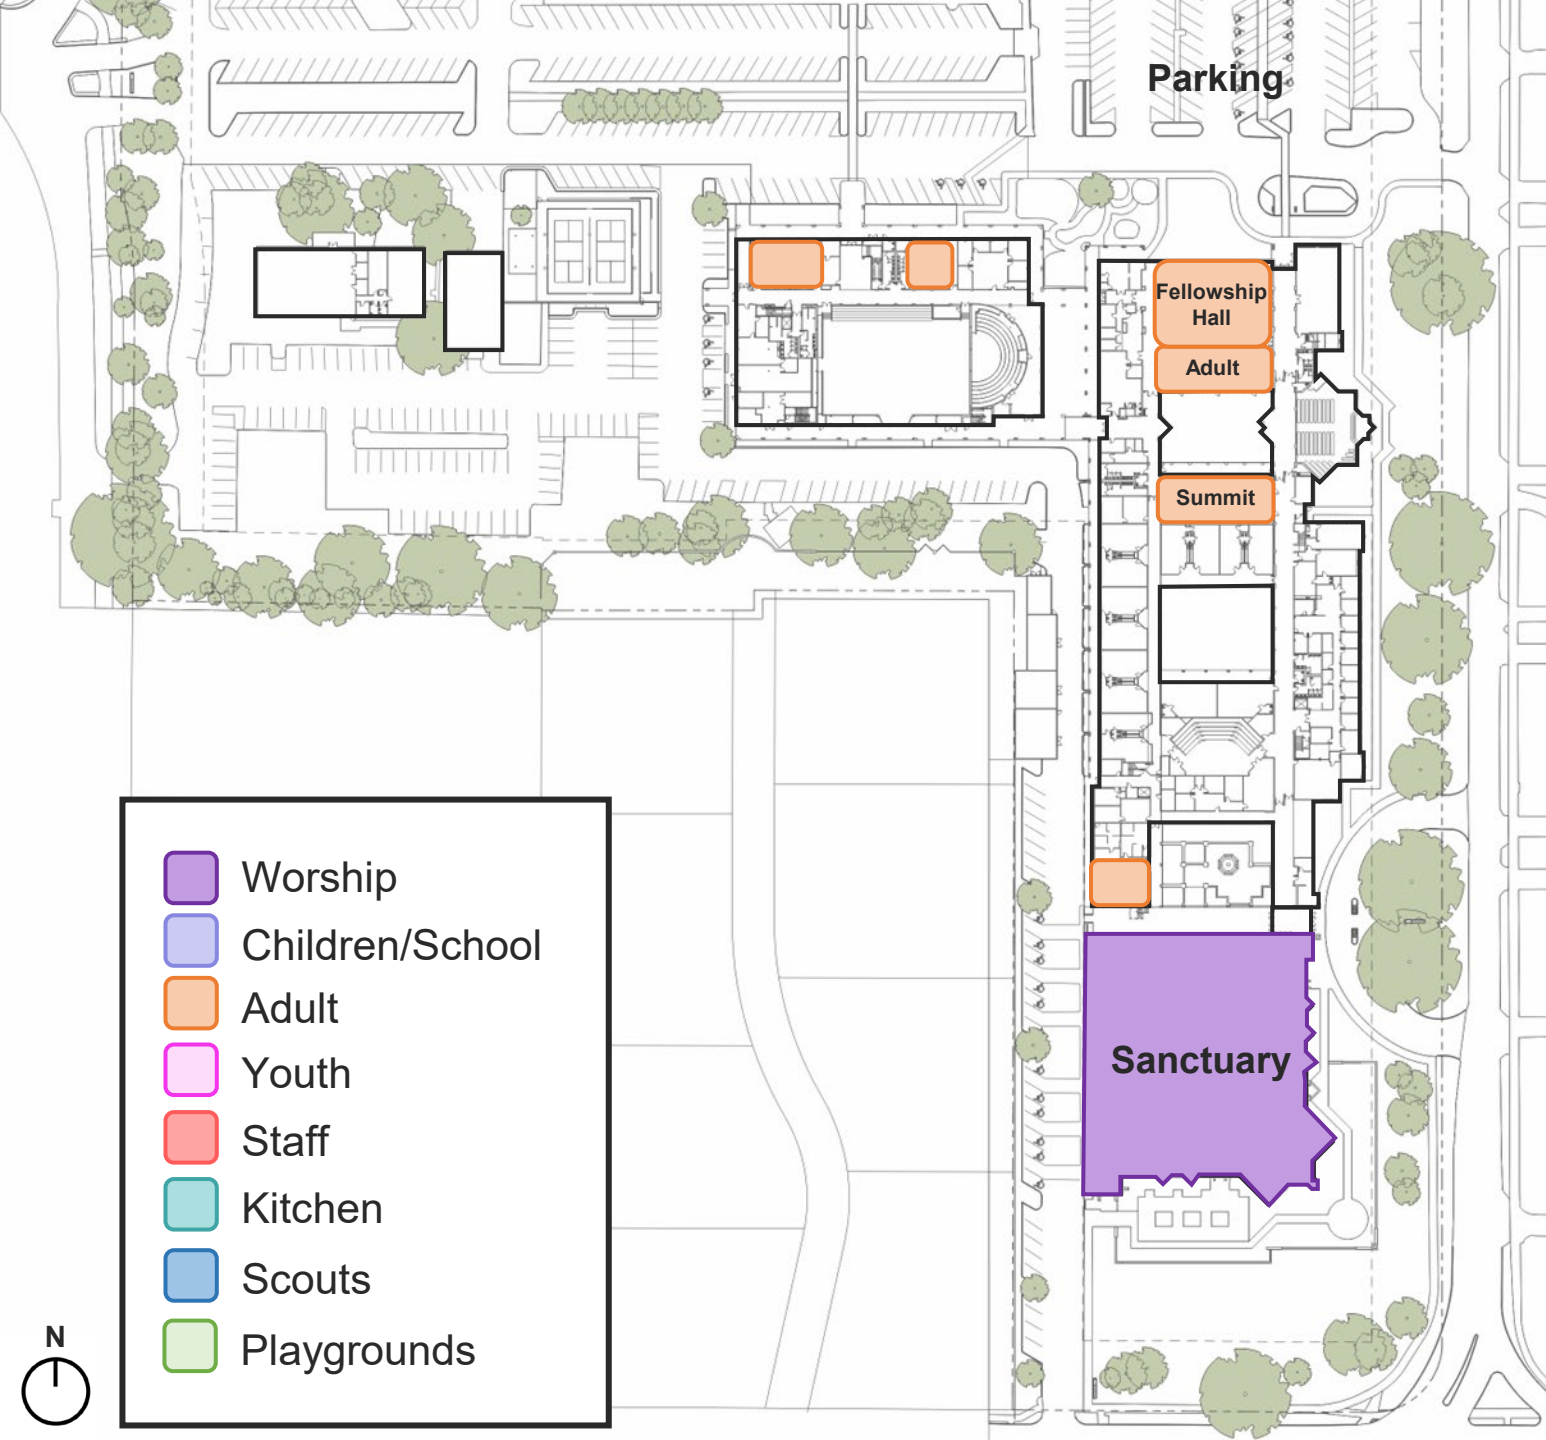 Parking
Fellowship
Hall
Adult
Summit
Sanctuary
Worship
Children/School
Adult
Youth
Staff
Kitchen
Scouts
Playgrounds
N